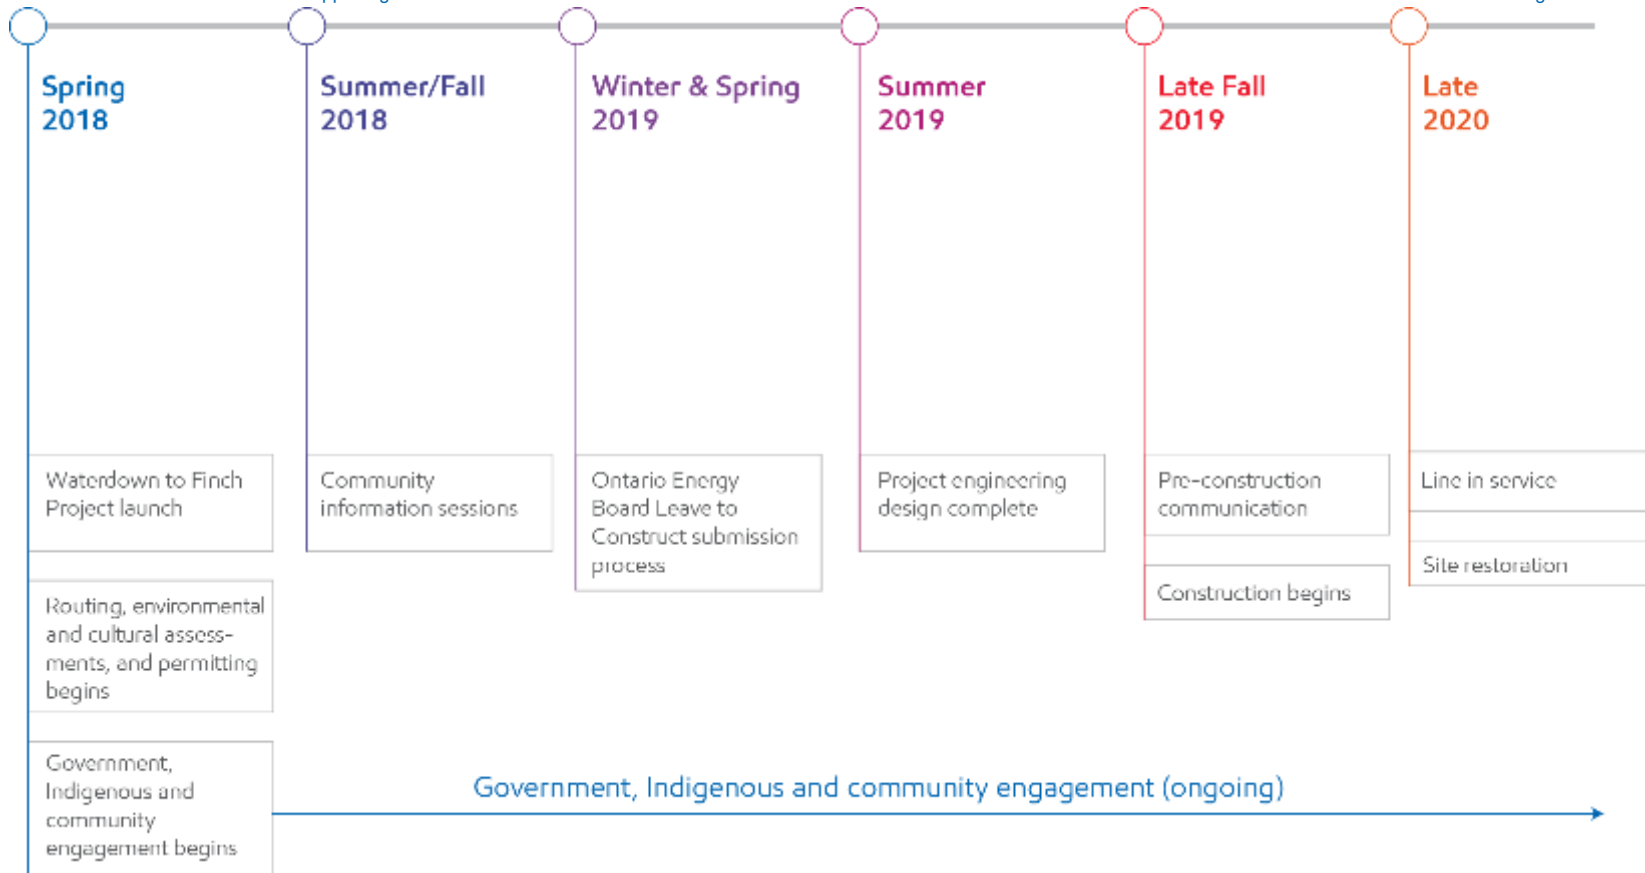 Spring
2018
Summer/Fall
2018
Winter & Spring
2019
Summer
2019
Late Fall
2019
Late
2020
Waterdown to Finch
Project launch
Routing, environmental
and cultural assess-
ments, and permitting
begins
Government,
Indigenous and
community
engagement begins
Community
information sessions
Ontario Energy
Board Leave to
Construct submission
process
Project engineering
design complete
Pre-construction
communication
Construction begins
Line in service
Site restoration
Government, Indigenous and community engagement (ongoing)